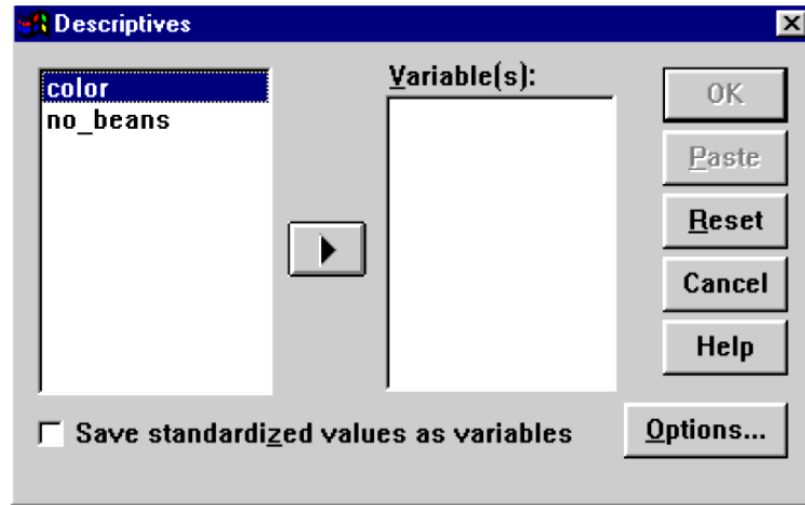 Descriptives
color
no_beans
Variable(s):
OK
Paste
Reset
Cancel
Help
Save standardized values as variables
Options...